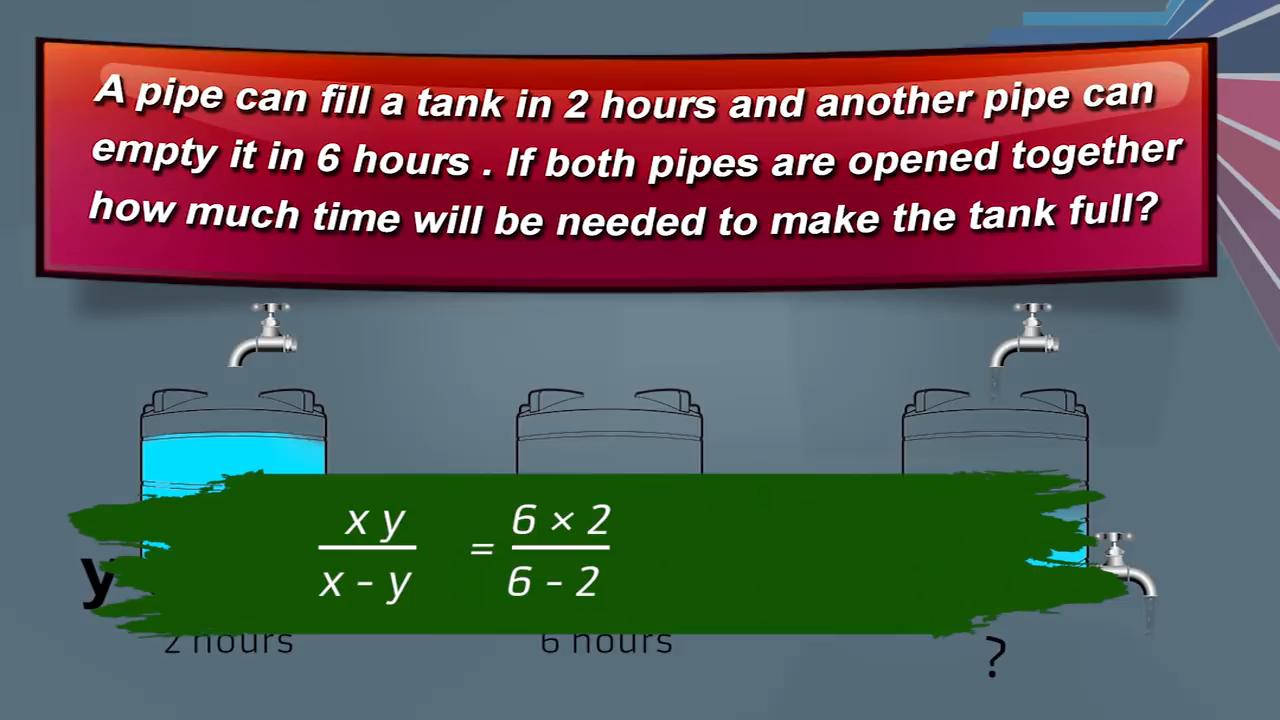 A pipe can fill a tank in 2 hours and another pipe can
empty it in 6 hours . If both pipes are opened together
how much time will be needed to make the tank full?
x y
= 6 × 2
x - y
6 - 2
y
2 hours
6 hours
?